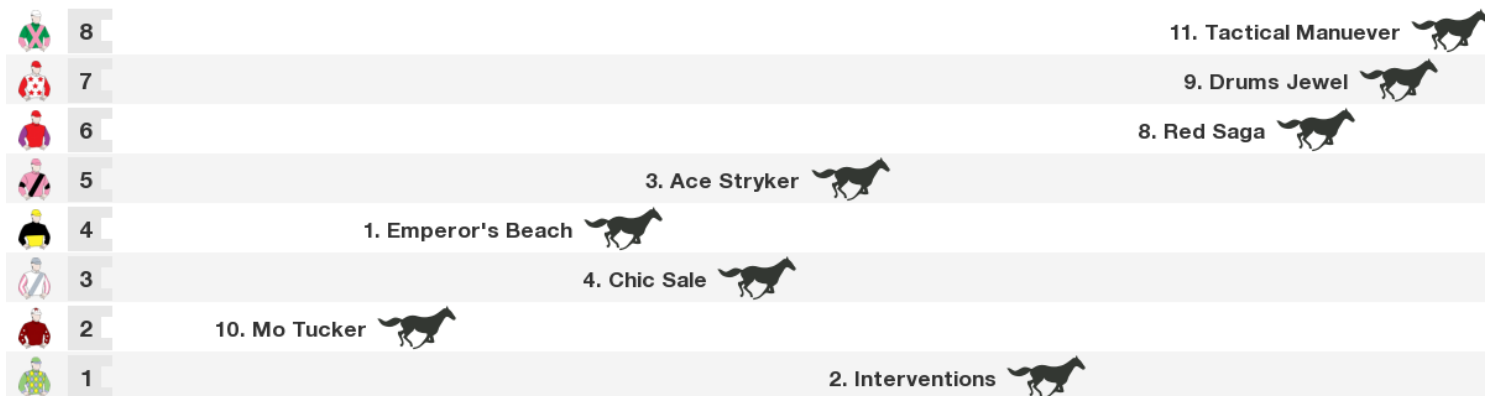 8 11. Tactical Manuever
7 9. Drums Jewel
6 8. Red Saga
5 3. Ace Stryker
4 1. Emperor's Beach
3 4. Chic Sale
2 10. Mo Tucker
1 2. Interventions